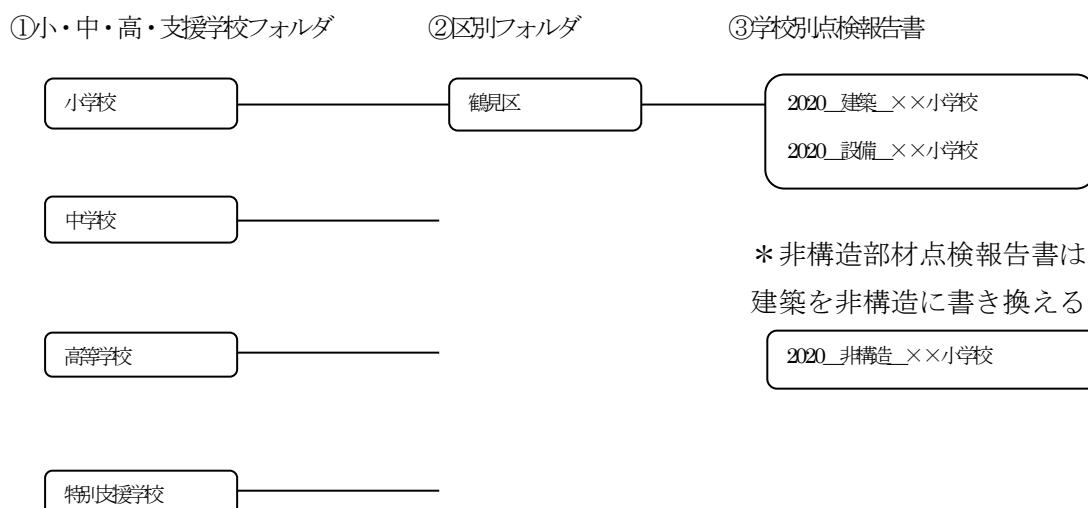 ①小・中・高・支援学校フォルダ ②区別フォルダ ③学校別点検報告書
小学校 鶴見区 2020＿建築＿××小学校
2020＿設備＿××小学校
中学校
＊非構造部材点検報告書は
建築を非構造に書き換える
高等学校 2020＿非構造＿××小学校
特別支援学校